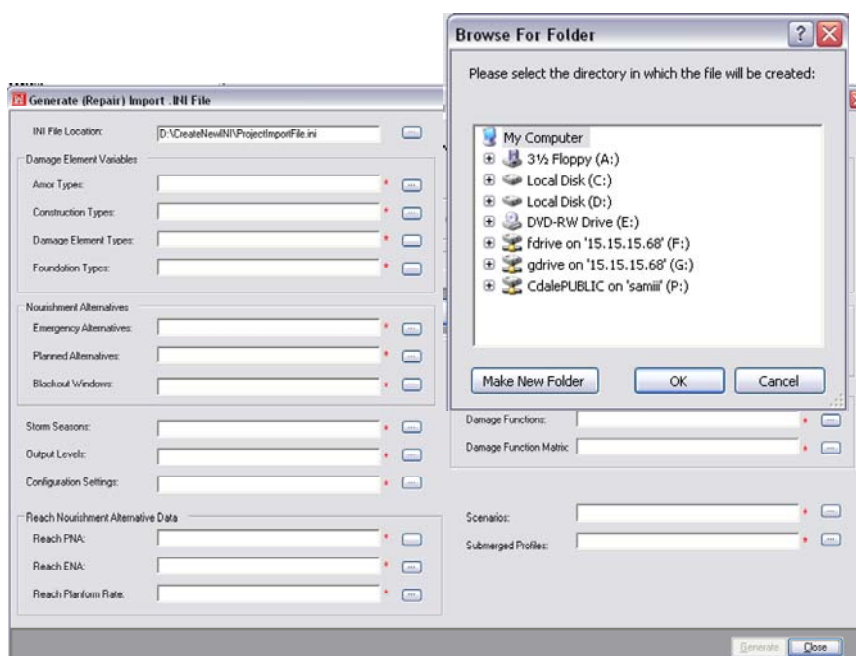 Browse For Folder
Please select the directory in which the file will be created:
My Computer
3½ Floppy (A:)
Local Disk (C:)
Local Disk (D:)
DVD-RW Drive (E:)
fdrive on '15.15.15.68' (F:)
gdrive on '15.15.15.68' (G:)
CdalePUBLIC on 'samiii' (P:)
Make New Folder
OK
Cancel
Generate (Repair) Import .INI File
INI File Location:
D:\CreateNewINI\ProjectImportFile.ini
Damage Element Variables
Amor Types:
Construction Types:
Damage Element Types:
Foundation Types:
Nourishment Alternatives
Emergency Alternatives:
Planned Alternatives:
Blockout Windows:
Storm Seasons:
Output Levels:
Configuration Settings:
Reach Nourishment Alternative Data
Reach PNA:
Reach ENA:
Reach Planform Rate:
Damage Functions:
Damage Function Matrix:
Scenarios:
Submerged Profiles:
Generate
Close